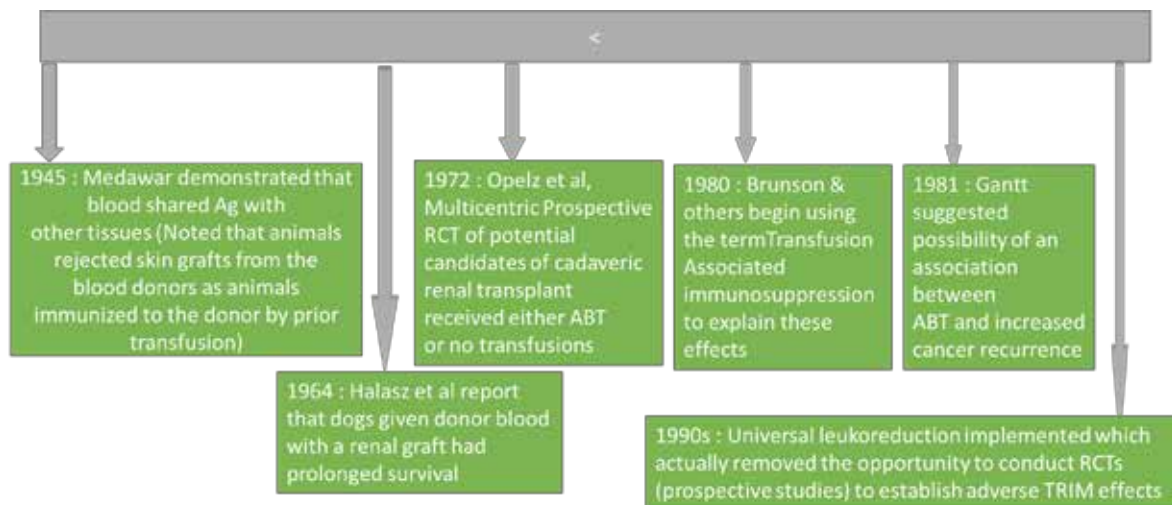 <
1945 : Medawar demonstrated that
blood shared Ag with
other tissues (Noted that animals
rejected skin grafts from the
blood donors as animals
immunized to the donor by prior
transfusion)
1964 : Halasz et al report
that dogs given donor blood
with a renal graft had
prolonged survival
1972 : Opelz et al,
Multicentric Prospective
RCT of potential
candidates of cadaveric
renal transplant
received either ABT
or no transfusions
1980 : Brunson &
others begin using
the termTransfusion
Associated
immunosuppression
to explain these
effects
1981 : Gantt
suggested
possibility of an
association
between
ABT and increased
cancer recurrence
1990s : Universal leukoreduction implemented which
actually removed the opportunity to conduct RCTs
(prospective studies) to establish adverse TRIM effects